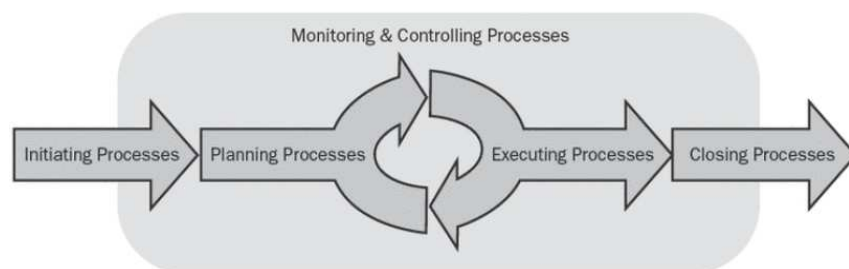 Monitoring & Controlling Processes
Initiating Processes
Planning Processes
Executing Processes
Closing Processes